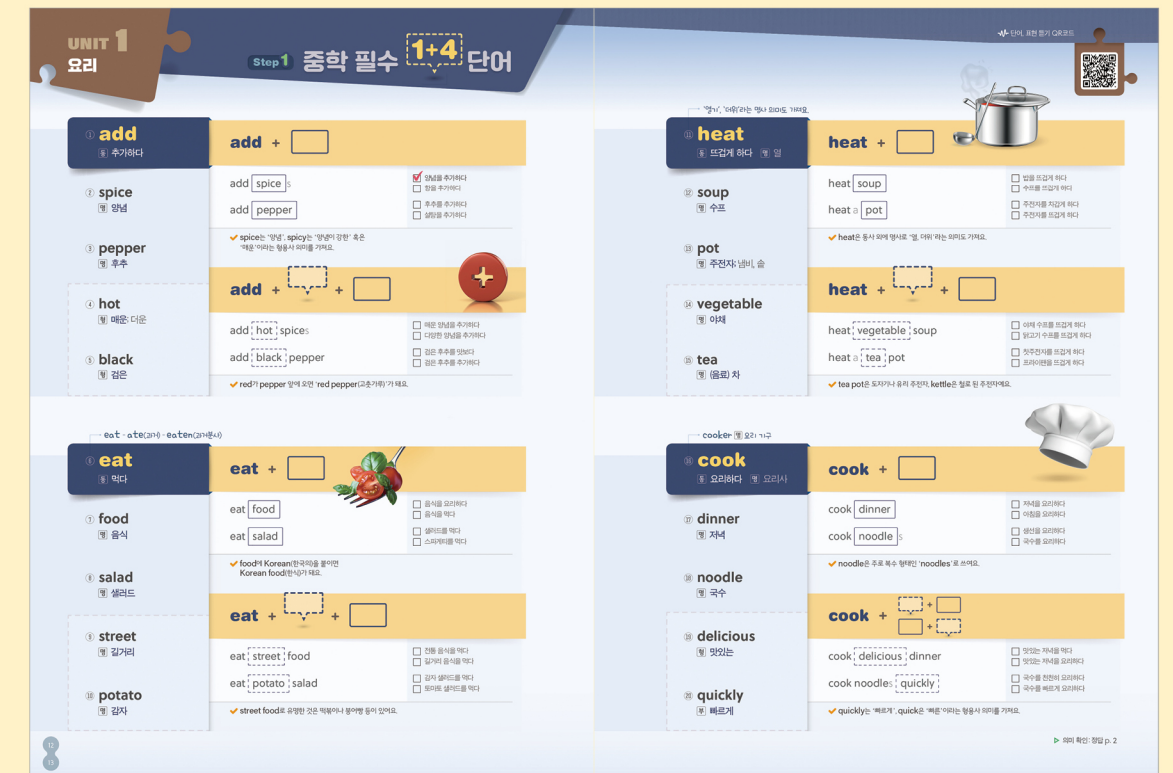 UNIT 1
요리
Step 1 중학 필수 1+4 단어
① add
동 추가하다
② spice
명 양념
③ pepper
명 후추
④ hot
형 매운; 더운
⑤ black
형 검은
add +
add spices
☑ 양념을 추가하다
☐ 향을 추가하다
add pepper
☐ 후추를 추가하다
☐ 설탕을 추가하다
✔ spice는 '양념', spicy는 '양념이 강한' 혹은
'매운'이라는 형용사 의미를 가져요.
add + +
add hot spices
☐ 매운 양념을 추가하다
☐ 다양한 양념을 추가하다
add black pepper
☐ 검은 후추를 맛보다
☐ 검은 후추를 추가하다
✔ red가 pepper 앞에 오면 'red pepper(고춧가루)'가 돼요.
eat - ate(과거) - eaten(과거분사)
⑥ eat
동 먹다
⑦ food
명 음식
⑧ salad
명 샐러드
⑨ street
명 길거리
⑩ potato
명 감자
eat +
eat food
☐ 음식을 요리하다
☐ 음식을 먹다
eat salad
☐ 샐러드를 먹다
☐ 스파게티를 먹다
✔ food에 Korean(한국의)을 붙이면
Korean food(한식)가 돼요.
eat + +
eat street food
☐ 전통 음식을 먹다
☐ 길거리 음식을 먹다
eat potato salad
☐ 감자 샐러드를 먹다
☐ 토마토 샐러드를 먹다
✔ street food로 유명한 것은 떡볶이나 붕어빵 등이 있어요.
12
13
단어, 표현 듣기 QR코드
'열기', '더위'라는 명사 의미도 가져요.
⑪ heat
동 뜨겁게 하다 명 열
⑫ soup
명 수프
⑬ pot
명 주전자; 냄비, 솥
⑭ vegetable
명 야채
⑮ tea
명 (음료) 차
heat +
heat soup
☐ 밥을 뜨겁게 하다
☐ 수프를 뜨겁게 하다
heat a pot
☐ 주전자를 차갑게 하다
☐ 주전자를 뜨겁게 하다
✔ heat은 동사 외에 명사로 '열, 더위'라는 의미도 가져요.
heat + +
heat vegetable soup
☐ 야채 수프를 뜨겁게 하다
☐ 닭고기 수프를 뜨겁게 하다
heat a tea pot
☐ 찻주전자를 뜨겁게 하다
☐ 프라이팬을 뜨겁게 하다
✔ tea pot은 도자기나 유리 주전자, kettle은 철로 된 주전자예요.
cooker 명 요리 기구
⑯ cook
동 요리하다 명 요리사
⑰ dinner
명 저녁
⑱ noodle
명 국수
⑲ delicious
형 맛있는
⑳ quickly
부 빠르게
cook +
cook dinner
☐ 저녁을 요리하다
☐ 아침을 요리하다
cook noodles
☐ 생선을 요리하다
☐ 국수를 요리하다
✔ noodle은 주로 복수 형태인 'noodles'로 쓰여요.
cook + +
+
cook delicious dinner
☐ 맛있는 저녁을 먹다
☐ 맛있는 저녁을 요리하다
cook noodles quickly
☐ 국수를 천천히 요리하다
☐ 국수를 빠르게 요리하다
✔ quickly는 '빠르게', quick은 '빠른'이라는 형용사 의미를 가져요.
▷ 의미 확인: 정답 p. 2